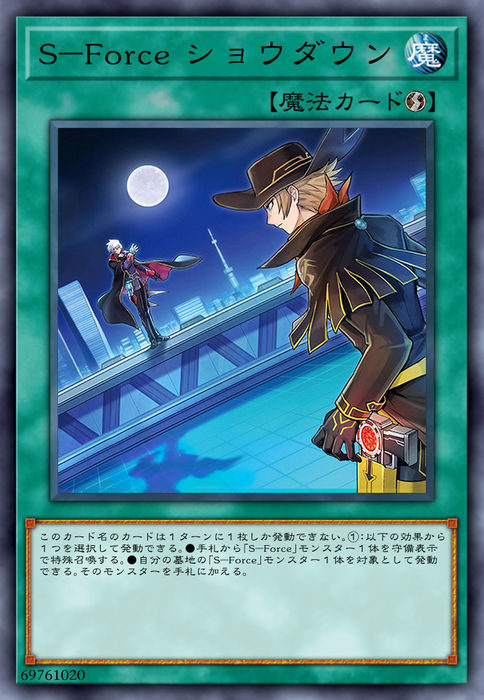 S－Force ショウダウン 魔
【魔法カード】
このカード名のカードは１ターンに１枚しか発動できない。①：以下の効果から
１つを選択して発動できる。●手札から「S－Force」モンスター１体を守備表示
で特殊召喚する。●自分の墓地の「S－Force」モンスター１体を対象として発動
できる。そのモンスターを手札に加える。
69761020